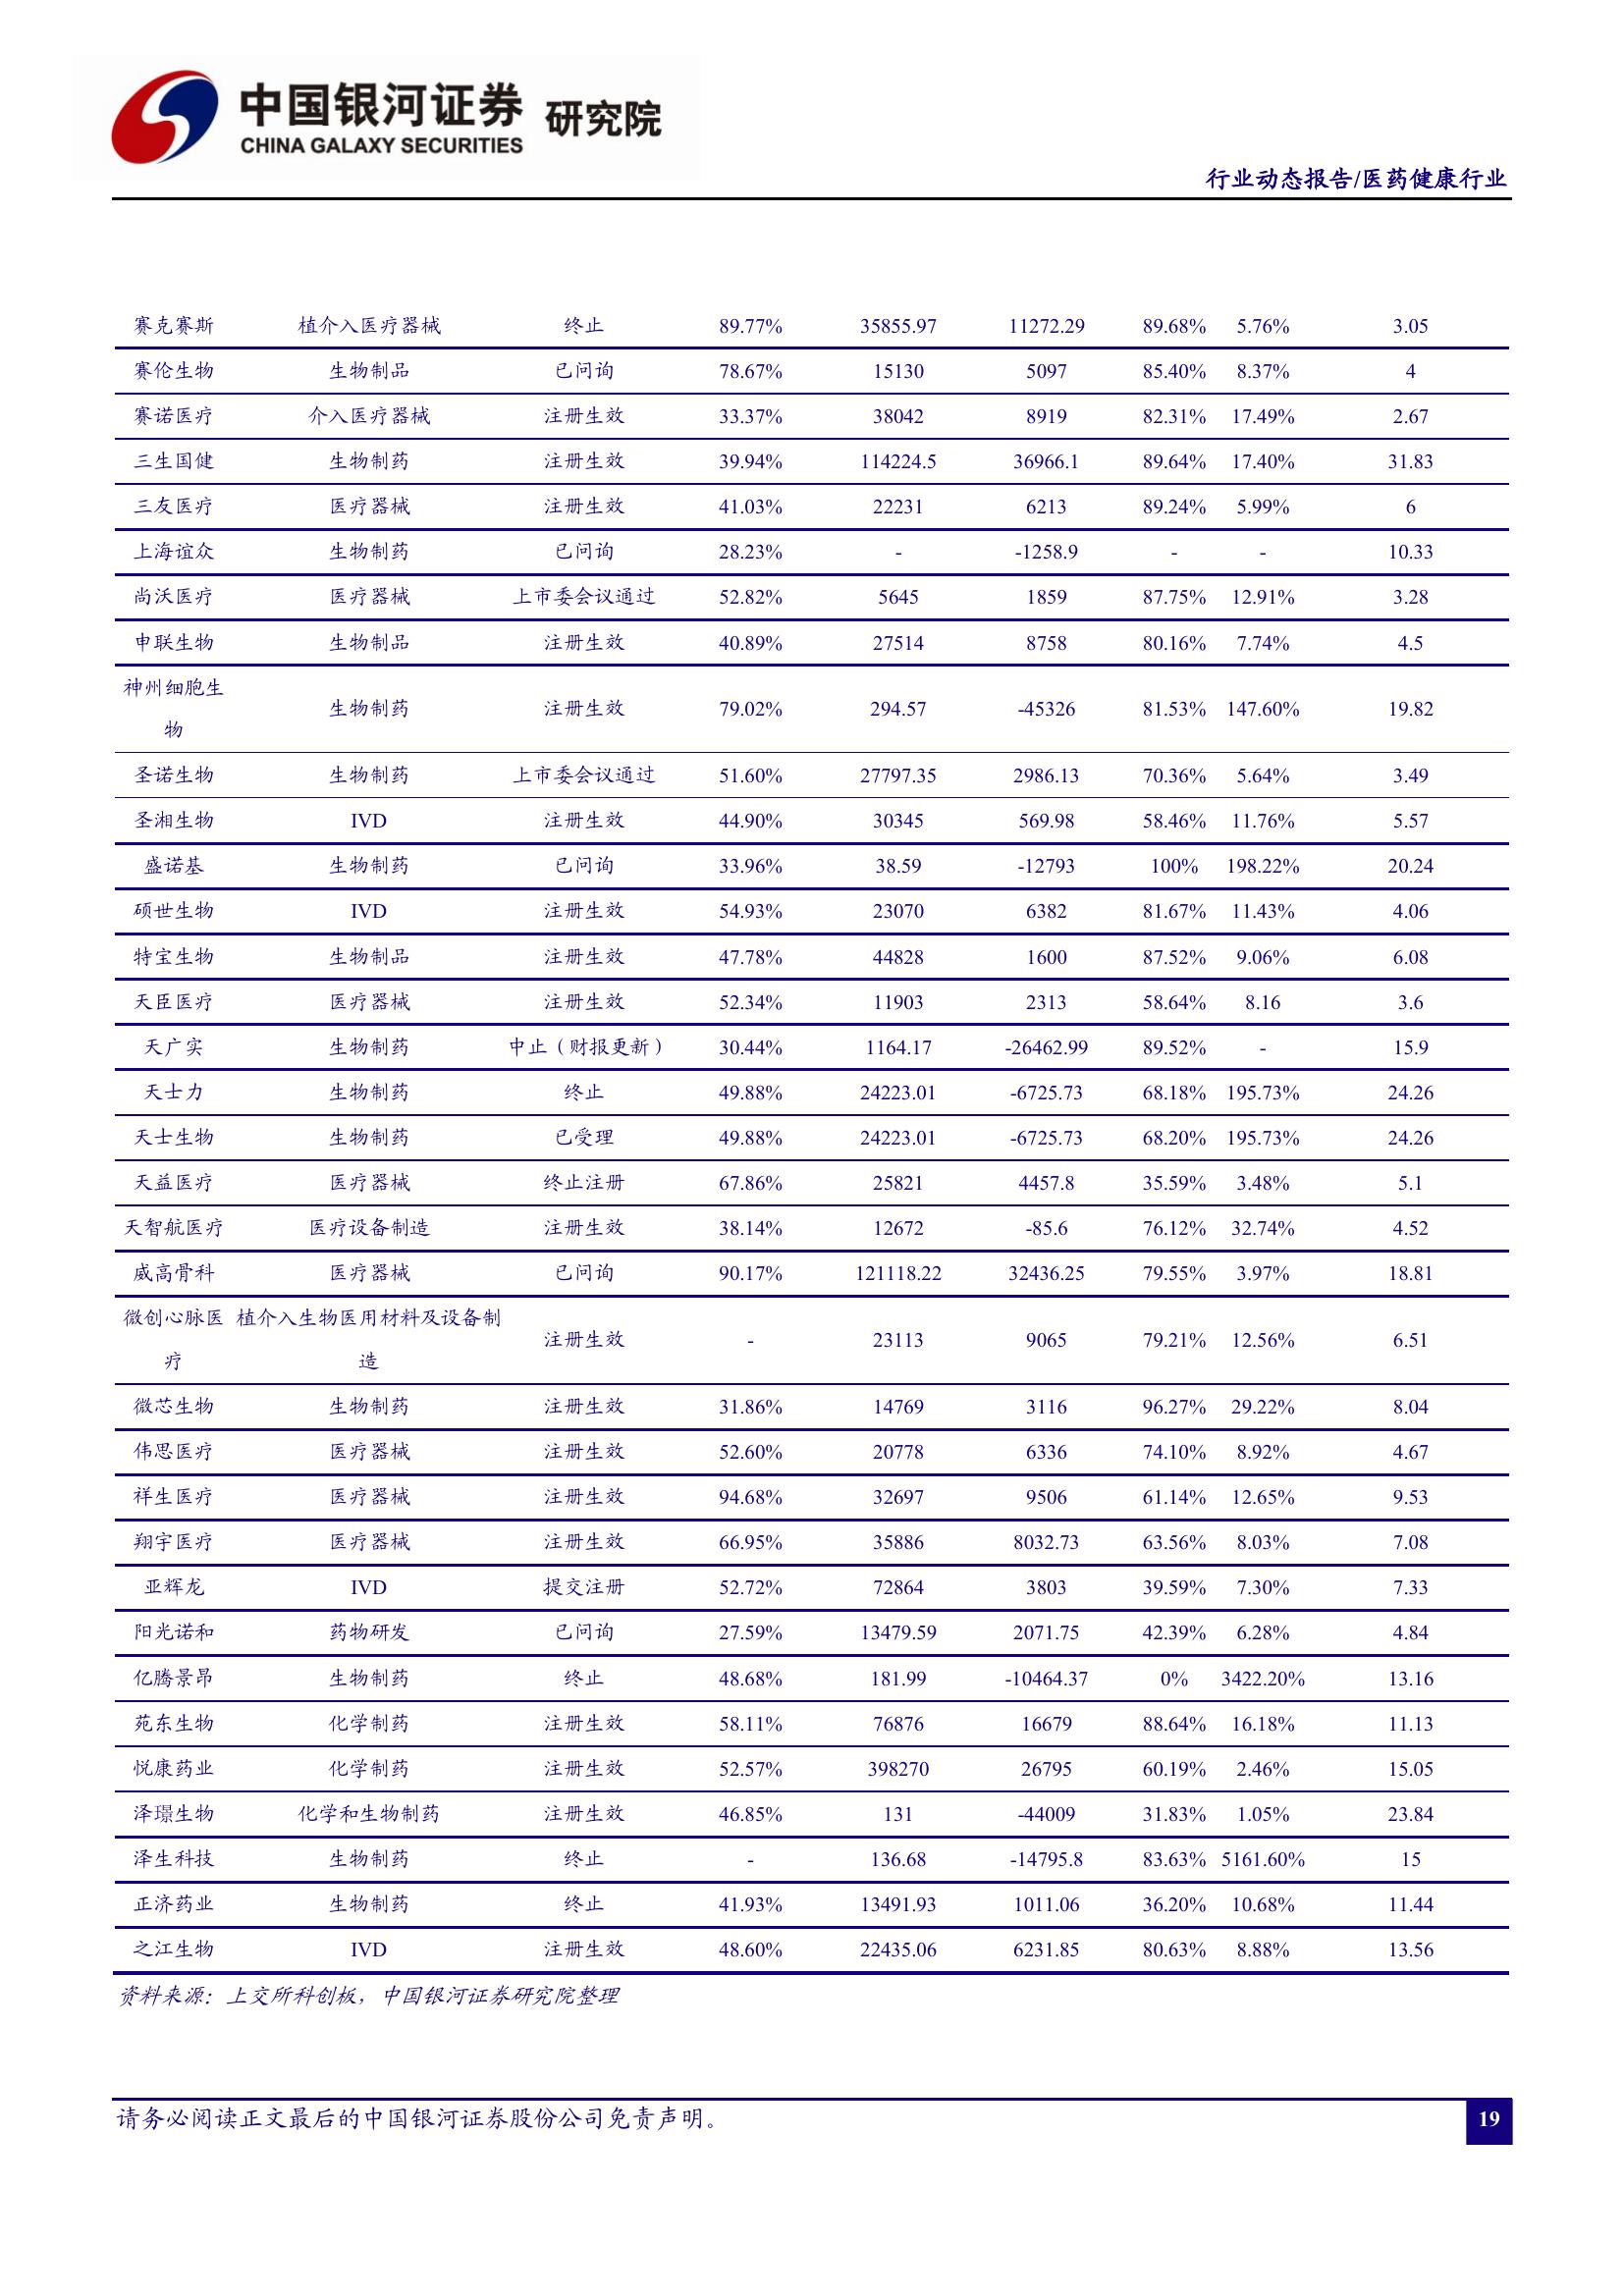 中国银河证券 研究院
CHINA GALAXY SECURITIES
行业动态报告/医药健康行业
赛克赛斯 植介入医疗器械 终止 89.77% 35855.97 11272.29 89.68% 5.76% 3.05
赛伦生物 生物制品 已问询 78.67% 15130 5097 85.40% 8.37% 4
赛诺医疗 介入医疗器械 注册生效 33.37% 38042 8919 82.31% 17.49% 2.67
三生国健 生物制药 注册生效 39.94% 114224.5 36966.1 89.64% 17.40% 31.83
三友医疗 医疗器械 注册生效 41.03% 22231 6213 89.24% 5.99% 6
上海谊众 生物制药 已问询 28.23% - -1258.9 - - 10.33
尚沃医疗 医疗器械 上市委会议通过 52.82% 5645 1859 87.75% 12.91% 3.28
申联生物 生物制品 注册生效 40.89% 27514 8758 80.16% 7.74% 4.5
神州细胞生
物 生物制药 注册生效 79.02% 294.57 -45326 81.53% 147.60% 19.82
圣诺生物 生物制药 上市委会议通过 51.60% 27797.35 2986.13 70.36% 5.64% 3.49
圣湘生物 IVD 注册生效 44.90% 30345 569.98 58.46% 11.76% 5.57
盛诺基 生物制药 已问询 33.96% 38.59 -12793 100% 198.22% 20.24
硕世生物 IVD 注册生效 54.93% 23070 6382 81.67% 11.43% 4.06
特宝生物 生物制品 注册生效 47.78% 44828 1600 87.52% 9.06% 6.08
天臣医疗 医疗器械 注册生效 52.34% 11903 2313 58.64% 8.16 3.6
天广实 生物制药 中止（财报更新） 30.44% 1164.17 -26462.99 89.52% - 15.9
天士力 生物制药 终止 49.88% 24223.01 -6725.73 68.18% 195.73% 24.26
天士生物 生物制药 已受理 49.88% 24223.01 -6725.73 68.20% 195.73% 24.26
天益医疗 医疗器械 终止注册 67.86% 25821 4457.8 35.59% 3.48% 5.1
天智航医疗 医疗设备制造 注册生效 38.14% 12672 -85.6 76.12% 32.74% 4.52
威高骨科 医疗器械 已问询 90.17% 121118.22 32436.25 79.55% 3.97% 18.81
微创心脉医 植介入生物医用材料及设备制
疗 造 注册生效 - 23113 9065 79.21% 12.56% 6.51
微芯生物 生物制药 注册生效 31.86% 14769 3116 96.27% 29.22% 8.04
伟思医疗 医疗器械 注册生效 52.60% 20778 6336 74.10% 8.92% 4.67
祥生医疗 医疗器械 注册生效 94.68% 32697 9506 61.14% 12.65% 9.53
翔宇医疗 医疗器械 注册生效 66.95% 35886 8032.73 63.56% 8.03% 7.08
亚辉龙 IVD 提交注册 52.72% 72864 3803 39.59% 7.30% 7.33
阳光诺和 药物研发 已问询 27.59% 13479.59 2071.75 42.39% 6.28% 4.84
亿腾景昂 生物制药 终止 48.68% 181.99 -10464.37 0% 3422.20% 13.16
苑东生物 化学制药 注册生效 58.11% 76876 16679 88.64% 16.18% 11.13
悦康药业 化学制药 注册生效 52.57% 398270 26795 60.19% 2.46% 15.05
泽璟生物 化学和生物制药 注册生效 46.85% 131 -44009 31.83% 1.05% 23.84
泽生科技 生物制药 终止 - 136.68 -14795.8 83.63% 5161.60% 15
正济药业 生物制药 终止 41.93% 13491.93 1011.06 36.20% 10.68% 11.44
之江生物 IVD 注册生效 48.60% 22435.06 6231.85 80.63% 8.88% 13.56
资料来源：上交所科创板，中国银河证券研究院整理
请务必阅读正文最后的中国银河证券股份公司免责声明。
19